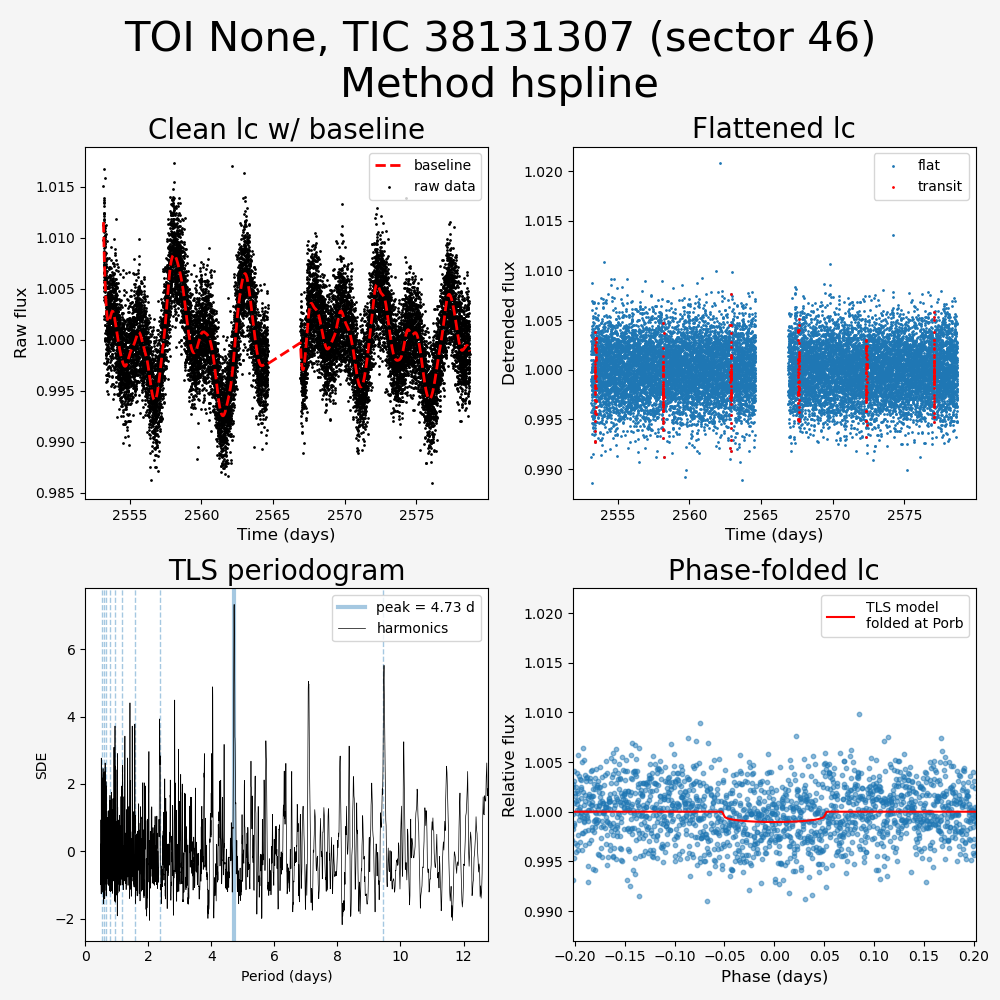 TOI None, TIC 38131307 (sector 46)
Method hspline
Clean lc w/ baseline
baseline
raw data
1.015
1.010
1.005
1.000
0.995
0.990
0.985
Raw flux
2555
2560
2565
2570
2575
Time (days)
Flattened lc
flat
transit
1.020
1.015
1.010
1.005
1.000
0.995
0.990
Detrended flux
2555
2560
2565
2570
2575
Time (days)
TLS periodogram
peak = 4.73 d
harmonics
6
4
2
0
−2
SDE
0
2
4
6
8
10
12
Period (days)
Phase-folded lc
TLS model
folded at Porb
1.020
1.015
1.010
1.005
1.000
0.995
0.990
Relative flux
−0.20
−0.15
−0.10
−0.05
0.00
0.05
0.10
0.15
0.20
Phase (days)